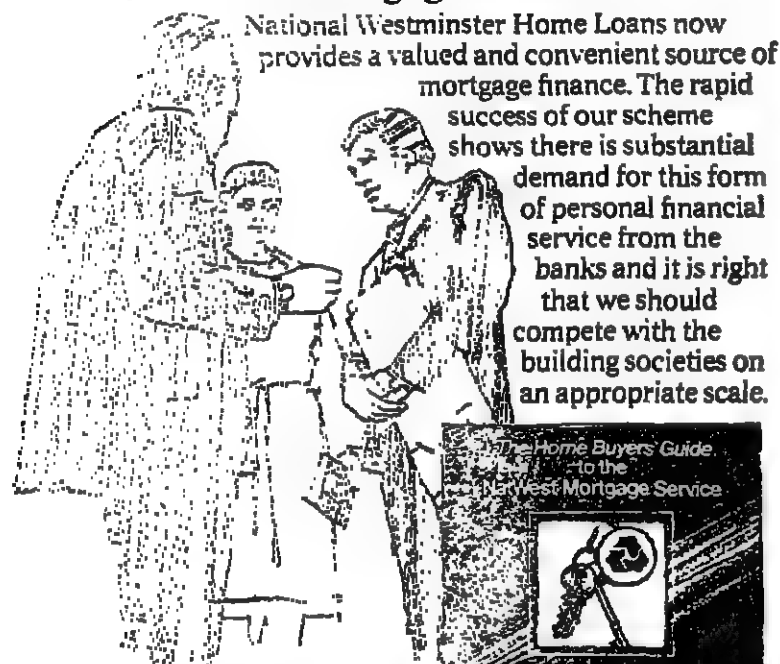 National Westminster Home Loans now
provides a valued and convenient source of
mortgage finance. The rapid
success of our scheme
shows there is substantial
demand for this form
of personal financial
service from the
banks and it is right
that we should
compete with the
building societies on
an appropriate scale.
The Home Buyers' Guide
to the
NatWest Mortgage Service